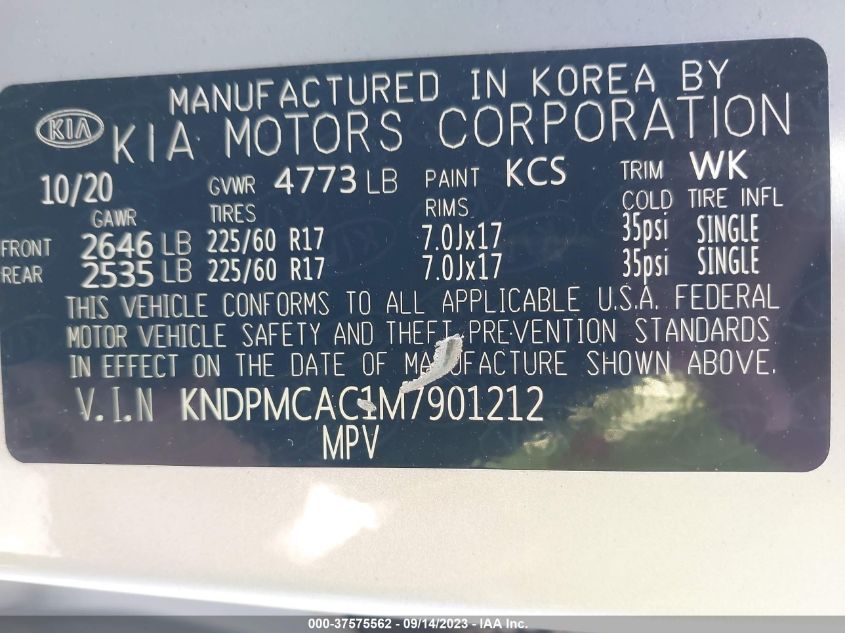 MANUFACTURED IN KOREA BY
KIA KIA MOTORS CORPORATION
10/20 GVWR 4773 LB PAINT KCS TRIM WK
GAWR TIRES RIMS COLD TIRE INFL
FRONT 2646 LB 225/60 R17 7.0Jx17 35psi SINGLE
REAR 2535 LB 225/60 R17 7.0Jx17 35psi SINGLE
THIS VEHICLE CONFORMS TO ALL APPLICABLE U.S.A. FEDERAL
MOTOR VEHICLE SAFETY AND THEFT PREVENTION STANDARDS
IN EFFECT ON THE DATE OF MANUFACTURE SHOWN ABOVE.
V.I.N KNDPMCAC1M7901212
MPV
000-37575562 - 09/14/2023 - IAA Inc.